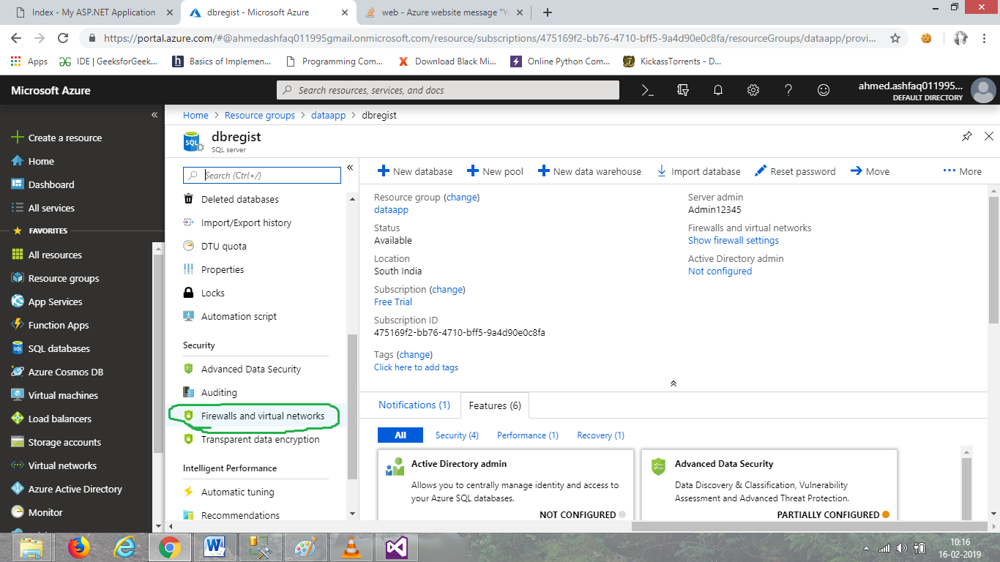 Index - My ASP.NET Application
dbregist - Microsoft Azure
web - Azure website message "Yo
https://portal.azure.com/#@ahmedashfaq011995gmail.onmicrosoft.com/resource/subscriptions/475169f2-bb76-4710-bff5-9a4d90e0c8fa/resourceGroups/dataapp/provi...
Apps
IDE | GeeksforGeek...
Basics of Implemen...
Programming Com...
Download Black Mi...
Online Python Com...
KickassTorrents - D...
Microsoft Azure
Search resources, services, and docs
ahmed.ashfaq011995...
DEFAULT DIRECTORY
Create a resource
Home
Dashboard
All services
FAVORITES
All resources
Resource groups
App Services
Function Apps
SQL databases
Azure Cosmos DB
Virtual machines
Load balancers
Storage accounts
Virtual networks
Azure Active Directory
Monitor
Home > Resource groups > dataapp > dbregist
SQL
dbregist
SQL server
Search (Ctrl+/)
Deleted databases
Import/Export history
DTU quota
Properties
Locks
Automation script
Security
Advanced Data Security
Auditing
Firewalls and virtual networks
Transparent data encryption
Intelligent Performance
Automatic tuning
Recommendations
New database
New pool
New data warehouse
Import database
Reset password
Move
More
Resource group (change)
dataapp
Status
Available
Location
South India
Subscription (change)
Free Trial
Subscription ID
475169f2-bb76-4710-bff5-9a4d90e0c8fa
Tags (change)
Click here to add tags
Server admin
Admin12345
Firewalls and virtual networks
Show firewall settings
Active Directory admin
Not configured
Notifications (1)
Features (6)
All
Security (4)
Performance (1)
Recovery (1)
Active Directory admin
Allows you to centrally manage identity and access to
your Azure SQL databases.
NOT CONFIGURED
Advanced Data Security
Data Discovery & Classification, Vulnerability
Assessment and Advanced Threat Protection.
PARTIALLY CONFIGURED
10:16
16-02-2019